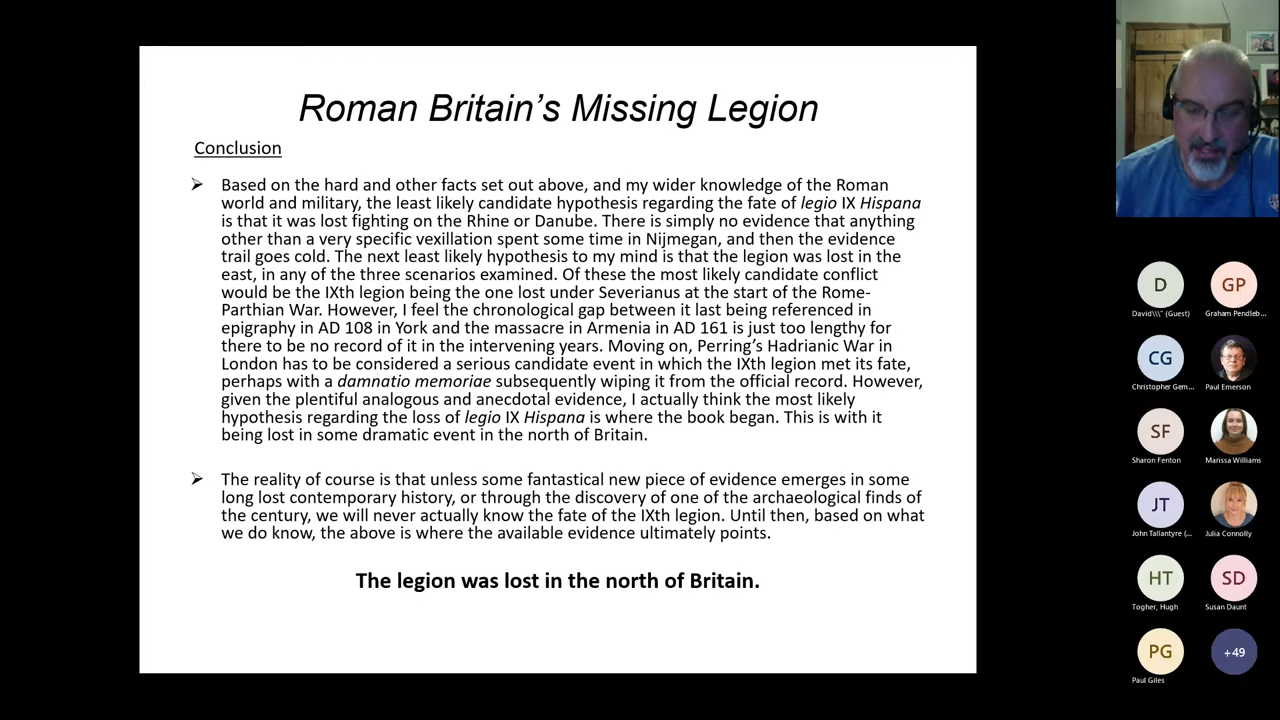 Roman Britain’s Missing Legion
Conclusion
➢ Based on the hard and other facts set out above, and my wider knowledge of the Roman
world and military, the least likely candidate hypothesis regarding the fate of legio IX Hispana
is that it was lost fighting on the Rhine or Danube. There is simply no evidence that anything
other than a very specific vexillation spent some time in Nijmegan, and then the evidence
trail goes cold. The next least likely hypothesis to my mind is that the legion was lost in the
east, in any of the three scenarios examined. Of these the most likely candidate conflict
would be the IXth legion being the one lost under Severianus at the start of the Rome-
Parthian War. However, I feel the chronological gap between it last being referenced in
epigraphy in AD 108 in York and the massacre in Armenia in AD 161 is just too lengthy for
there to be no record of it in the intervening years. Moving on, Perring’s Hadrianic War in
London has to be considered a serious candidate event in which the IXth legion met its fate,
perhaps with a damnatio memoriae subsequently wiping it from the official record. However,
given the plentiful analogous and anecdotal evidence, I actually think the most likely
hypothesis regarding the loss of legio IX Hispana is where the book began. This is with it
being lost in some dramatic event in the north of Britain.
➢ The reality of course is that unless some fantastical new piece of evidence emerges in some
long lost contemporary history, or through the discovery of one of the archaeological finds of
the century, we will never actually know the fate of the IXth legion. Until then, based on what
we do know, the above is where the available evidence ultimately points.
The legion was lost in the north of Britain.
D
GP
David\\\" (Guest)
Graham Pendleb...
CG
Christopher Gem...
Paul Emerson
SF
Sharon Fenton
Marissa Williams
JT
John Tallantyre (...
Julia Connolly
HT
SD
Togher, Hugh
Susan Daunt
PG
+49
Paul Giles